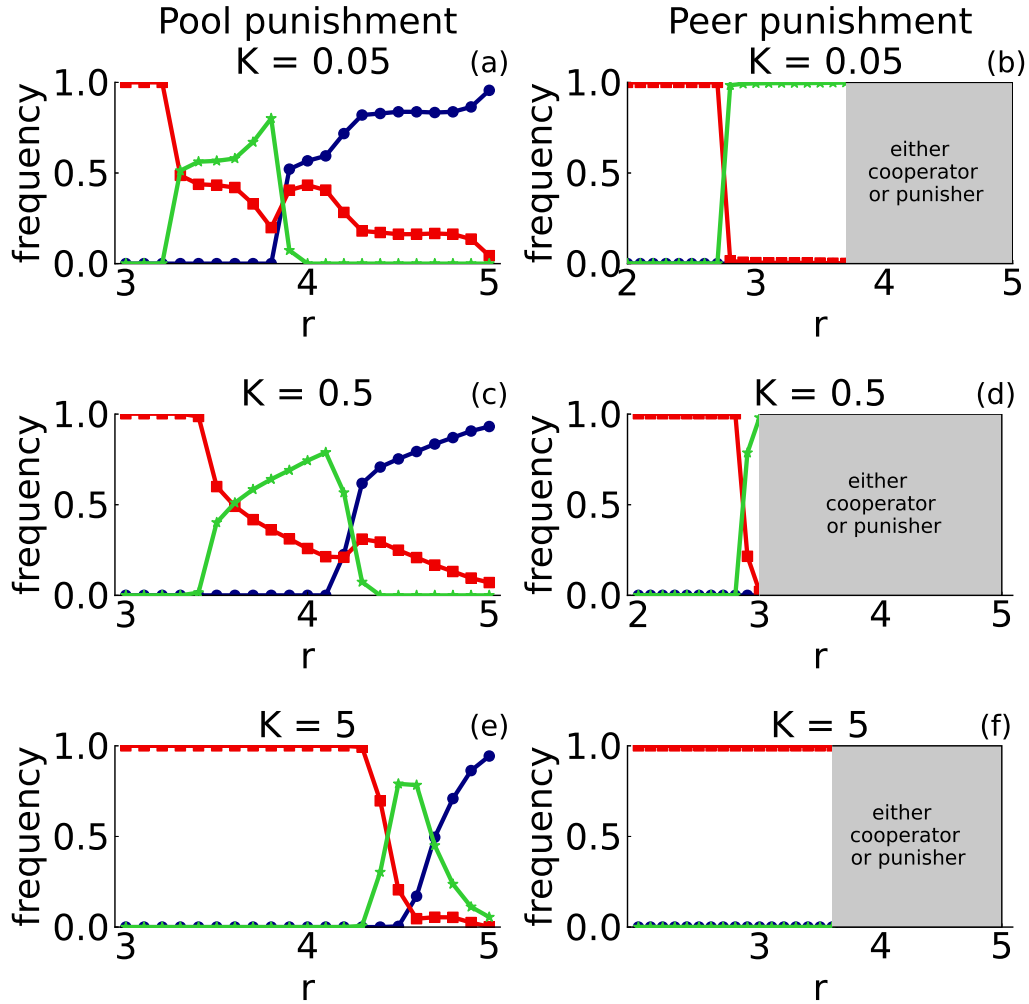 Pool punishment
Peer punishment
K = 0.05
(a)
K = 0.05
(b)
frequency
1.0
0.5
0.0
3
4
5
r
frequency
1.0
0.5
0.0
2
3
4
5
r
either
cooperator
or punisher
K = 0.5
(c)
frequency
1.0
0.5
0.0
3
4
5
r
K = 0.5
(d)
frequency
1.0
0.5
0.0
2
3
4
5
r
either
cooperator
or punisher
K = 5
(e)
frequency
1.0
0.5
0.0
3
4
5
r
K = 5
(f)
frequency
1.0
0.5
0.0
3
4
5
r
either
cooperator
or punisher